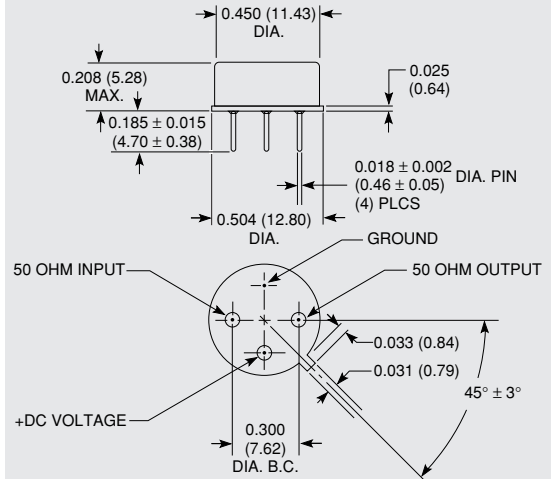 0.450 (11.43)
DIA.
0.208 (5.28)
MAX.
0.025
(0.64)
0.185 ± 0.015
(4.70 ± 0.38)
0.018 ± 0.002
(0.46 ± 0.05)
(4) PLCS
DIA. PIN
0.504 (12.80)
DIA.
GROUND
50 OHM INPUT
50 OHM OUTPUT
0.033 (0.84)
0.031 (0.79)
45° ± 3°
+DC VOLTAGE
0.300
(7.62)
DIA. B.C.